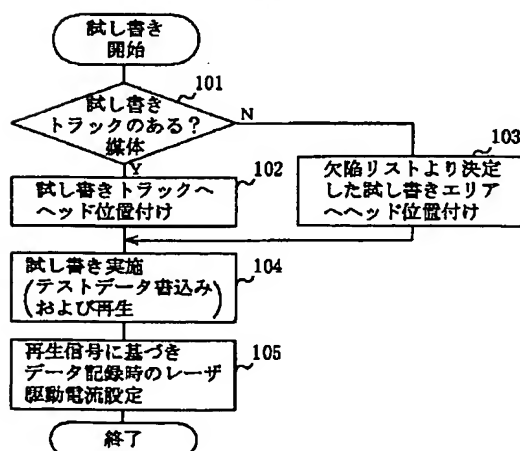 試し書き
開始
101
試し書き
トラックのある?
媒体
N
Y
102
試し書きトラックへ
ヘッド位置付け
103
欠陥リストより決定
した試し書きエリア
へヘッド位置付け
104
試し書き実施
(テストデータ書込み
および再生)
105
再生信号に基づき
データ記録時のレーザ
駆動電流設定
終了